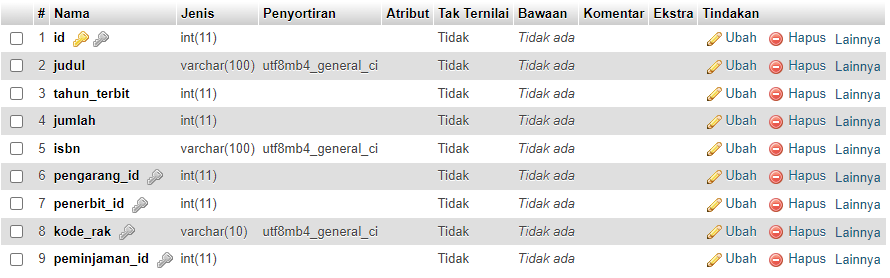 # Nama Jenis Penyortiran Atribut Tak Ternilai Bawaan Komentar Ekstra Tindakan
1 id int(11) Tidak Tidak ada Ubah Hapus Lainnya
2 judul varchar(100) utf8mb4_general_ci Tidak Tidak ada Ubah Hapus Lainnya
3 tahun_terbit int(11) Tidak Tidak ada Ubah Hapus Lainnya
4 jumlah int(11) Tidak Tidak ada Ubah Hapus Lainnya
5 isbn varchar(100) utf8mb4_general_ci Tidak Tidak ada Ubah Hapus Lainnya
6 pengarang_id int(11) Tidak Tidak ada Ubah Hapus Lainnya
7 penerbit_id int(11) Tidak Tidak ada Ubah Hapus Lainnya
8 kode_rak varchar(10) utf8mb4_general_ci Tidak Tidak ada Ubah Hapus Lainnya
9 peminjaman_id int(11) Tidak Tidak ada Ubah Hapus Lainnya